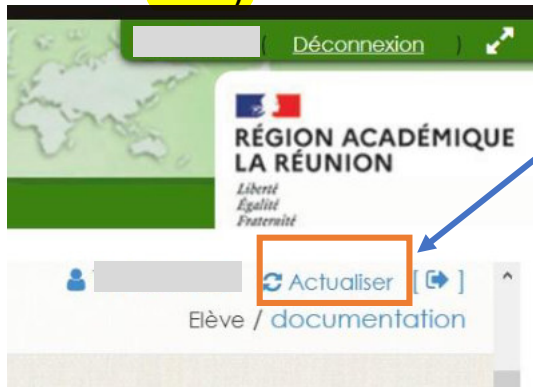 ( Déconnexion )
RÉGION ACADÉMIQUE
LA RÉUNION
Liberté
Égalité
Fraternité
Actualiser [ ]
Elève / documentation